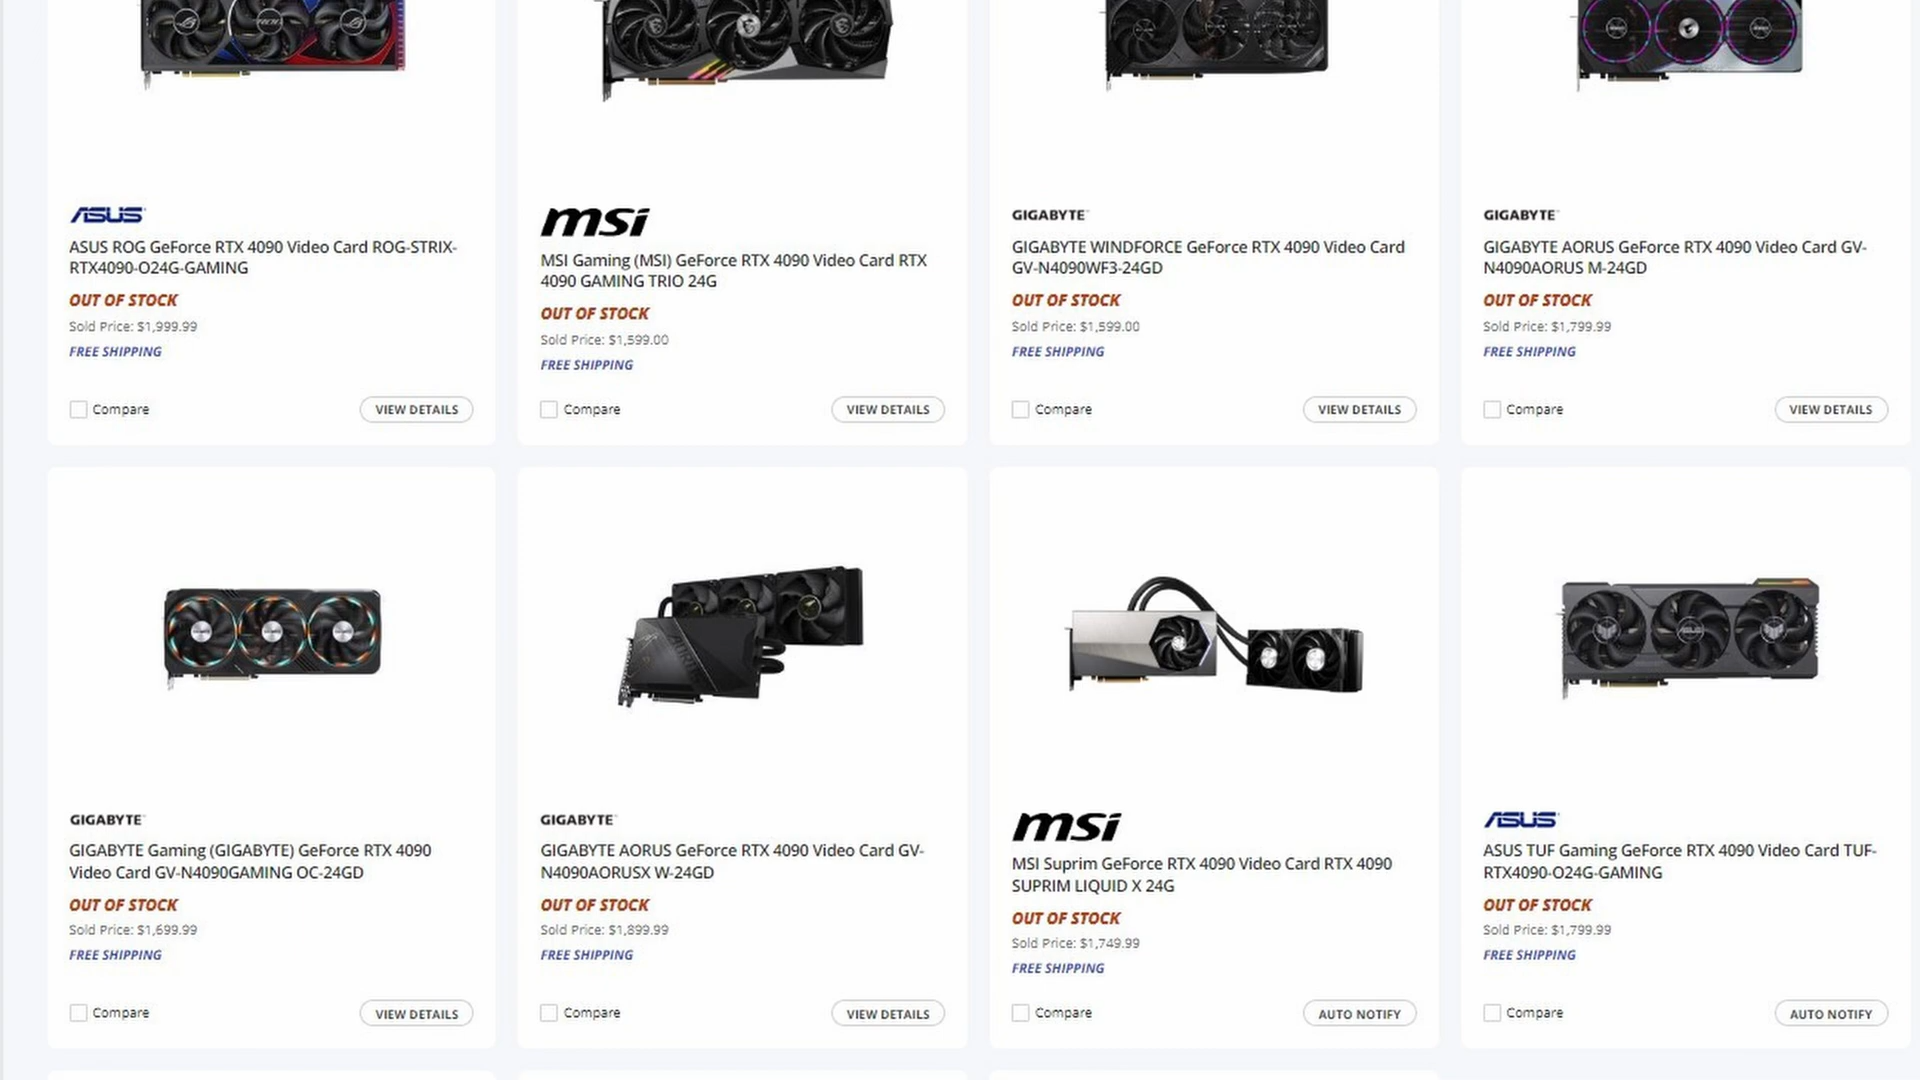 ASUS
ASUS ROG GeForce RTX 4090 Video Card ROG-STRIX-
RTX4090-O24G-GAMING
OUT OF STOCK
Sold Price: $1,999.99
FREE SHIPPING
Compare
VIEW DETAILS
msi
MSI Gaming (MSI) GeForce RTX 4090 Video Card RTX
4090 GAMING TRIO 24G
OUT OF STOCK
Sold Price: $1,599.00
FREE SHIPPING
Compare
VIEW DETAILS
GIGABYTE
GIGABYTE WINDFORCE GeForce RTX 4090 Video Card
GV-N4090WF3-24GD
OUT OF STOCK
Sold Price: $1,599.00
FREE SHIPPING
Compare
VIEW DETAILS
GIGABYTE
GIGABYTE AORUS GeForce RTX 4090 Video Card GV-
N4090AORUS M-24GD
OUT OF STOCK
Sold Price: $1,799.99
FREE SHIPPING
Compare
VIEW DETAILS
GIGABYTE
GIGABYTE Gaming (GIGABYTE) GeForce RTX 4090
Video Card GV-N4090GAMING OC-24GD
OUT OF STOCK
Sold Price: $1,699.99
FREE SHIPPING
Compare
VIEW DETAILS
GIGABYTE
GIGABYTE AORUS GeForce RTX 4090 Video Card GV-
N4090AORUSX W-24GD
OUT OF STOCK
Sold Price: $1,899.99
FREE SHIPPING
Compare
VIEW DETAILS
msi
MSI Suprim GeForce RTX 4090 Video Card RTX 4090
SUPRIM LIQUID X 24G
OUT OF STOCK
Sold Price: $1,749.99
FREE SHIPPING
Compare
AUTO NOTIFY
ASUS
ASUS TUF Gaming GeForce RTX 4090 Video Card TUF-
RTX4090-O24G-GAMING
OUT OF STOCK
Sold Price: $1,799.99
FREE SHIPPING
Compare
AUTO NOTIFY